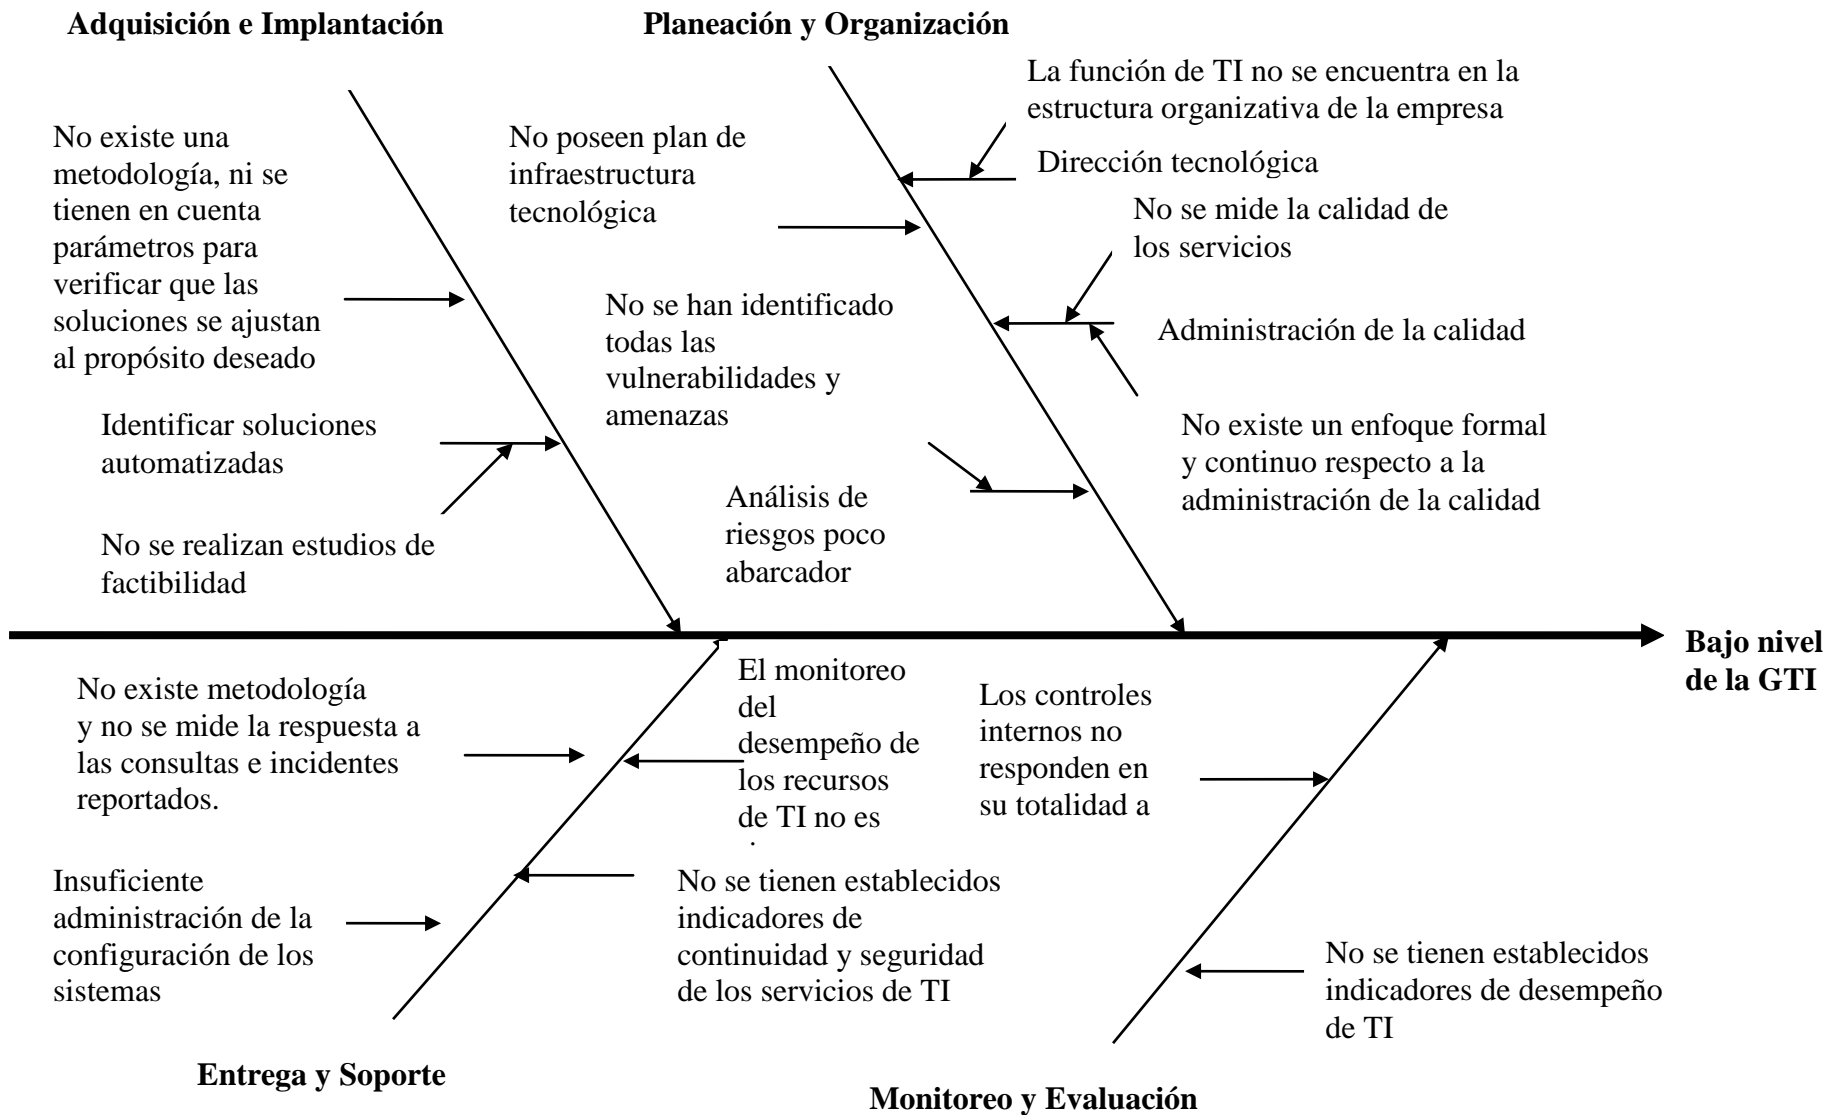 Adquisición e Implantación
Planeación y Organización
La función de TI no se encuentra en la
estructura organizativa de la empresa
No existe una
metodología, ni se
tienen en cuenta
parámetros para
verificar que las
soluciones se ajustan
al propósito deseado
No poseen plan de
infraestructura
tecnológica
Dirección tecnológica
No se mide la calidad de
los servicios
No se han identificado
todas las
vulnerabilidades y
amenazas
Administración de la calidad
Identificar soluciones
automatizadas
No existe un enfoque formal
y continuo respecto a la
administración de la calidad
Análisis de
riesgos poco
abarcador
No se realizan estudios de
factibilidad
Bajo nivel
de la GTI
No existe metodología
y no se mide la respuesta a
las consultas e incidentes
reportados.
El monitoreo
del
desempeño de
los recursos
de TI no es
Los controles
internos no
responden en
su totalidad a
Insuficiente
administración de la
configuración de los
sistemas
No se tienen establecidos
indicadores de
continuidad y seguridad
de los servicios de TI
No se tienen establecidos
indicadores de desempeño
de TI
Entrega y Soporte
Monitoreo y Evaluación